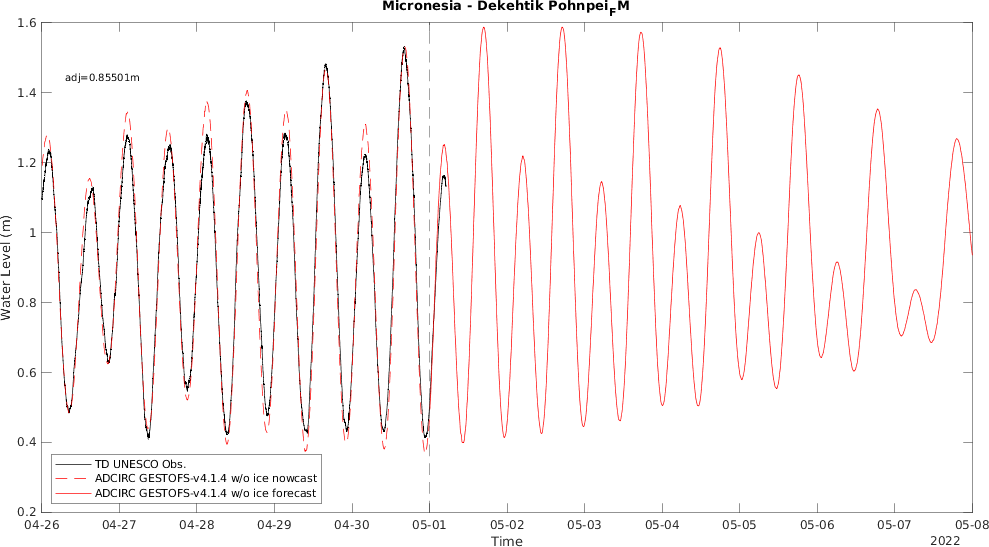 Micronesia - Dekehtik Pohnpei_FM
1.6
adj=0.85501m
1.4
1.2
1
0.8
0.6
0.4
0.2
Water Level (m)
TD UNESCO Obs.
ADCIRC GESTOFS-v4.1.4 w/o ice nowcast
ADCIRC GESTOFS-v4.1.4 w/o ice forecast
04-26 04-27 04-28 04-29 04-30 05-01 05-02 05-03 05-04 05-05 05-06 05-07 05-08
Time
2022